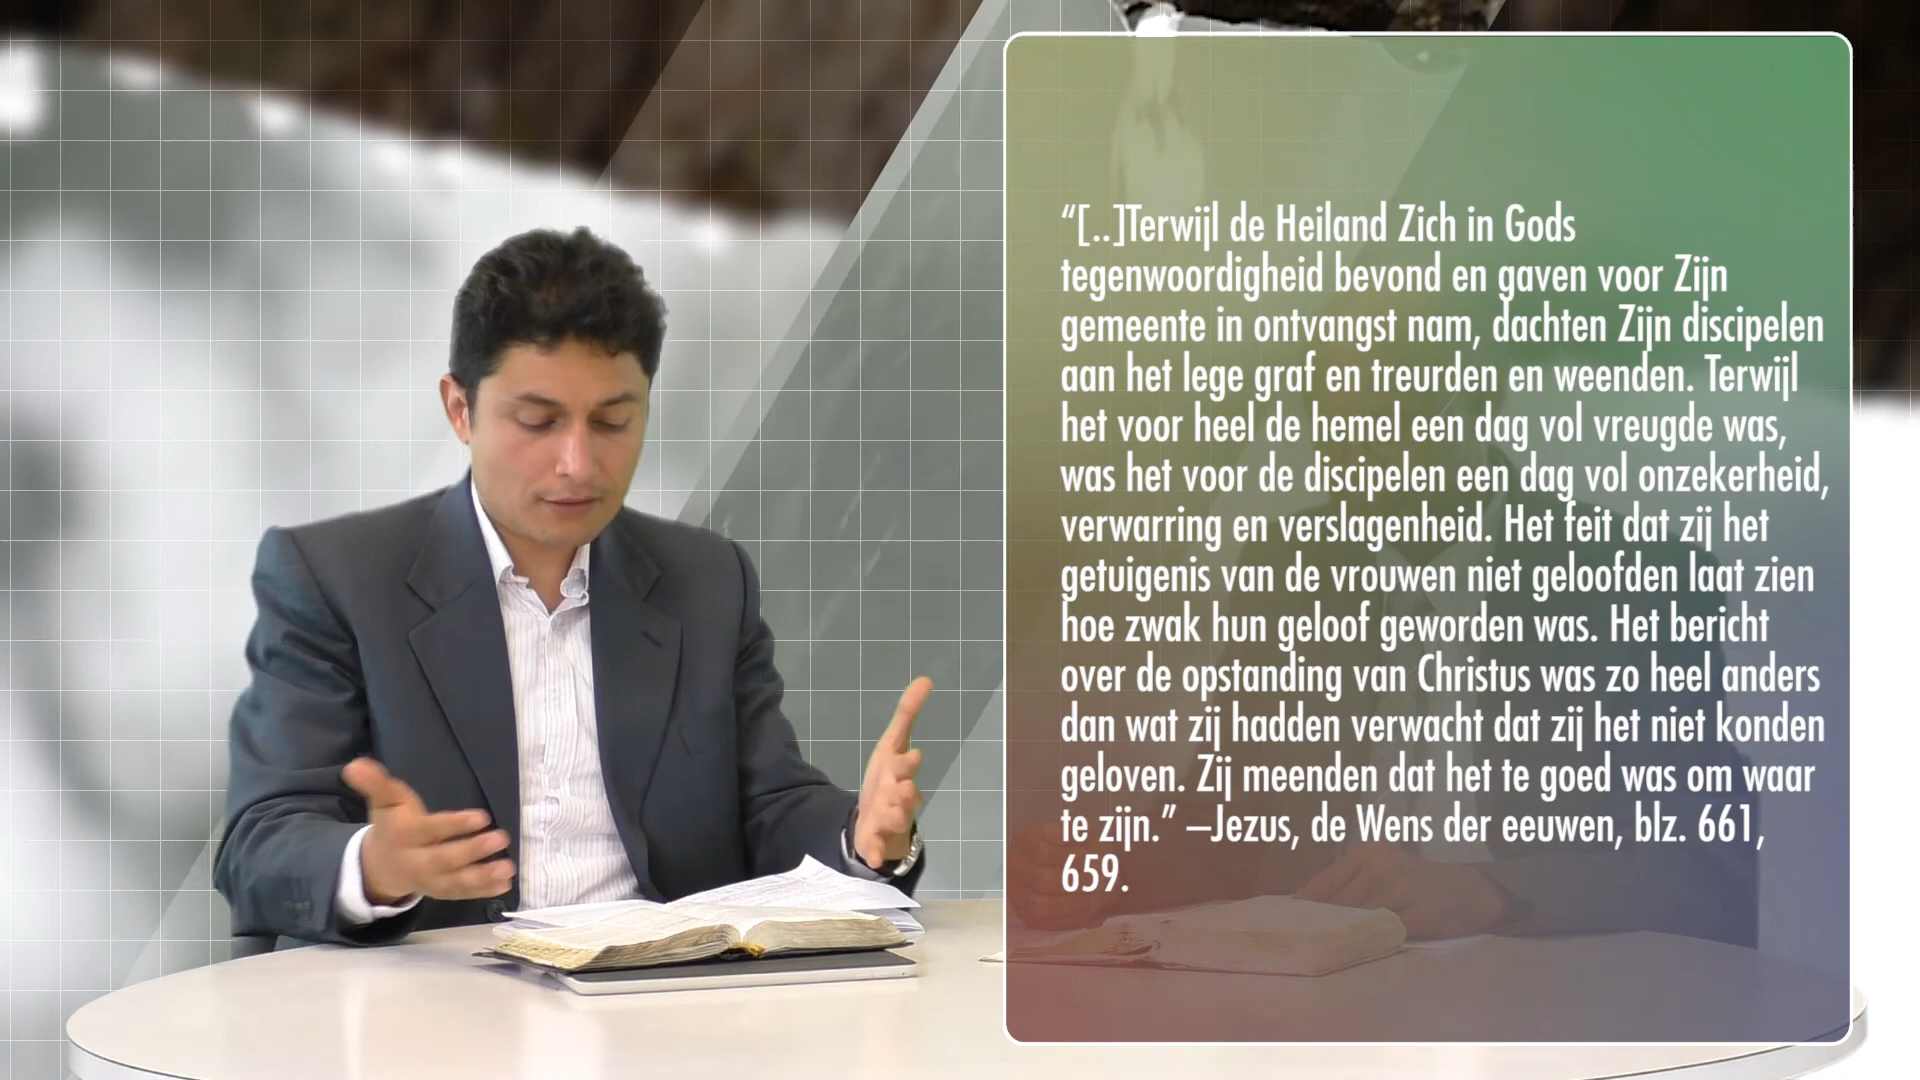 “[..]Terwijl de Heiland Zich in Gods
tegenwoordigheid bevond en gaven voor Zijn
gemeente in ontvangst nam, dachten Zijn discipelen
aan het lege graf en treurden en weenden. Terwijl
het voor heel de hemel een dag vol vreugde was,
was het voor de discipelen een dag vol onzekerheid,
verwarring en verslagenheid. Het feit dat zij het
getuigenis van de vrouwen niet geloofden laat zien
hoe zwak hun geloof geworden was. Het bericht
over de opstanding van Christus was zo heel anders
dan wat zij hadden verwacht dat zij het niet konden
geloven. Zij meenden dat het te goed was om waar
te zijn.” –Jezus, de Wens der eeuwen, blz. 661,
659.